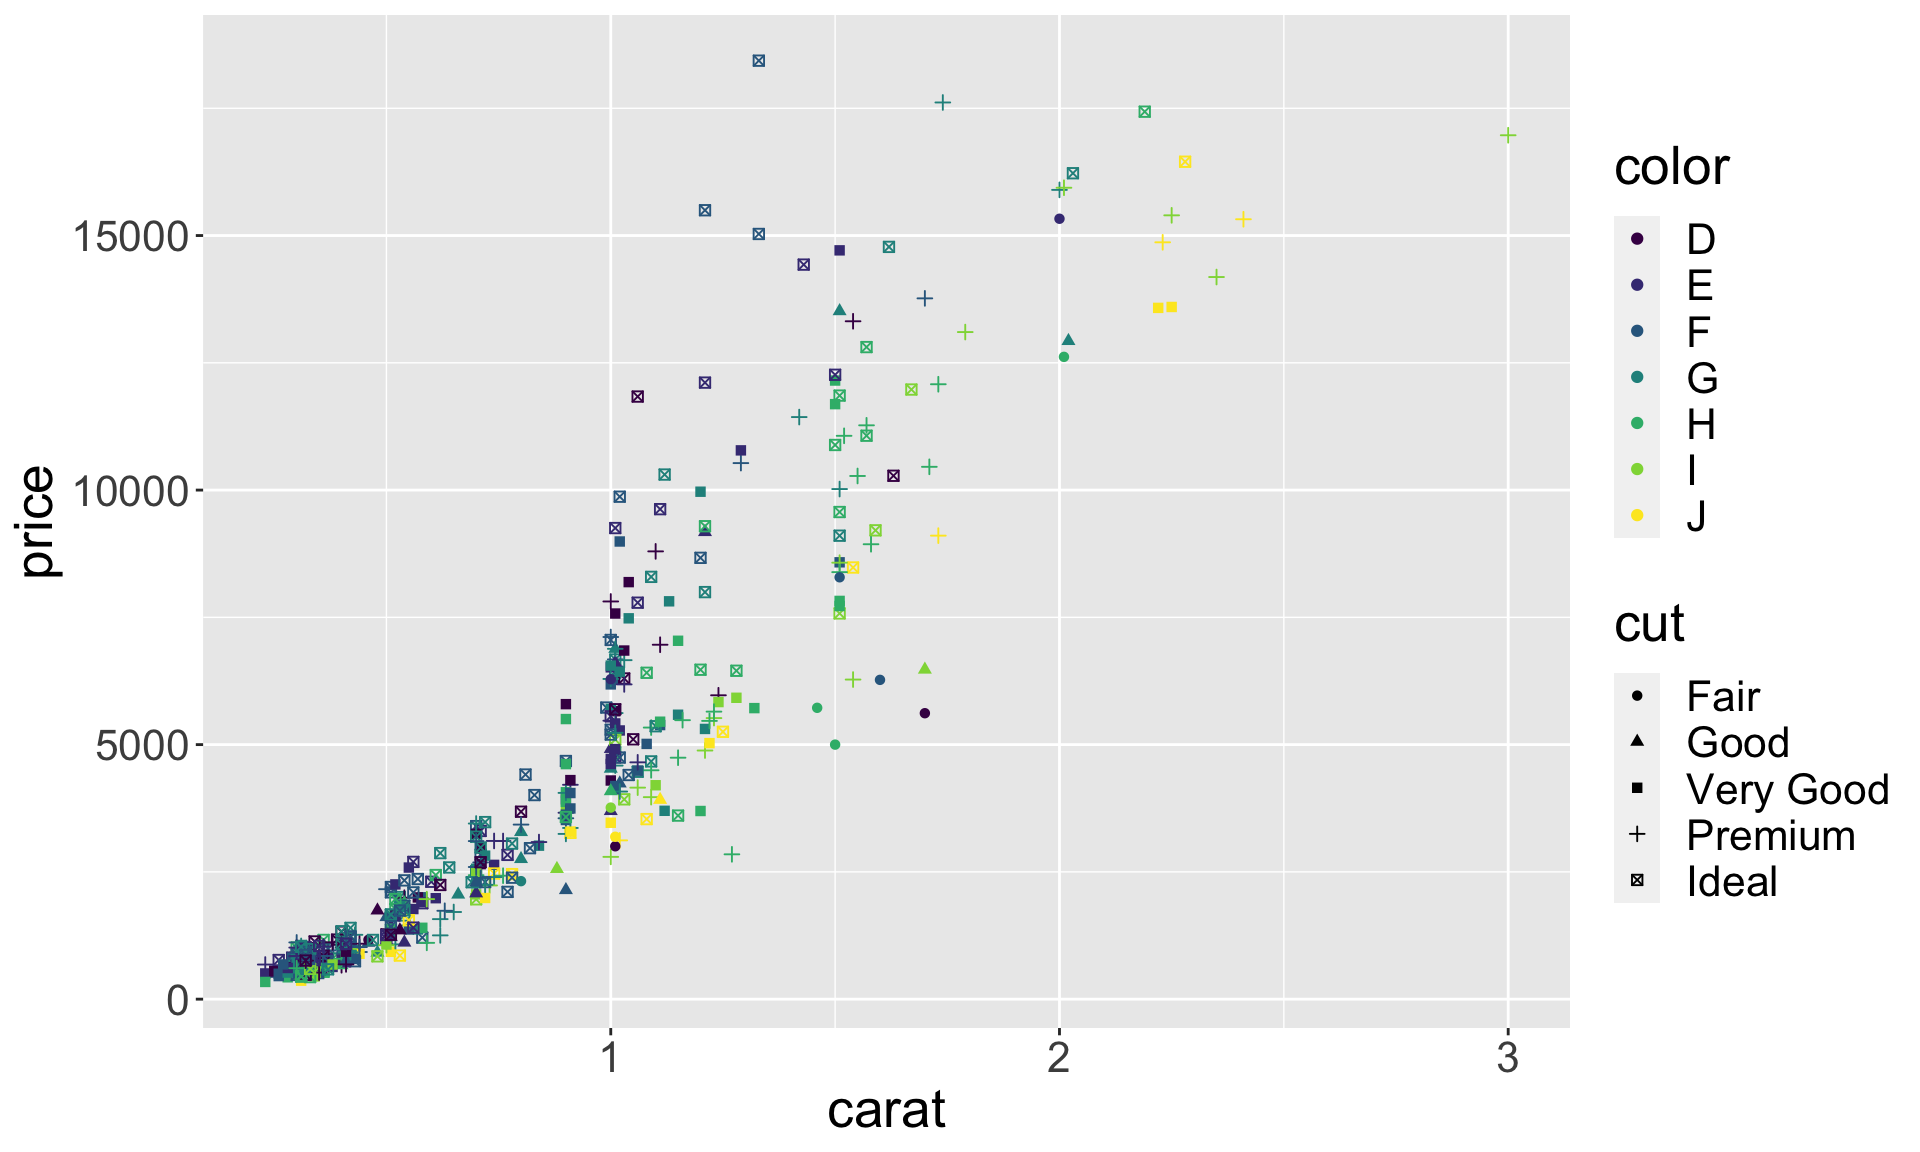 price
15000
10000
5000
0
1 2 3
carat
color
D
E
F
G
H
I
J
cut
Fair
Good
Very Good
Premium
Ideal